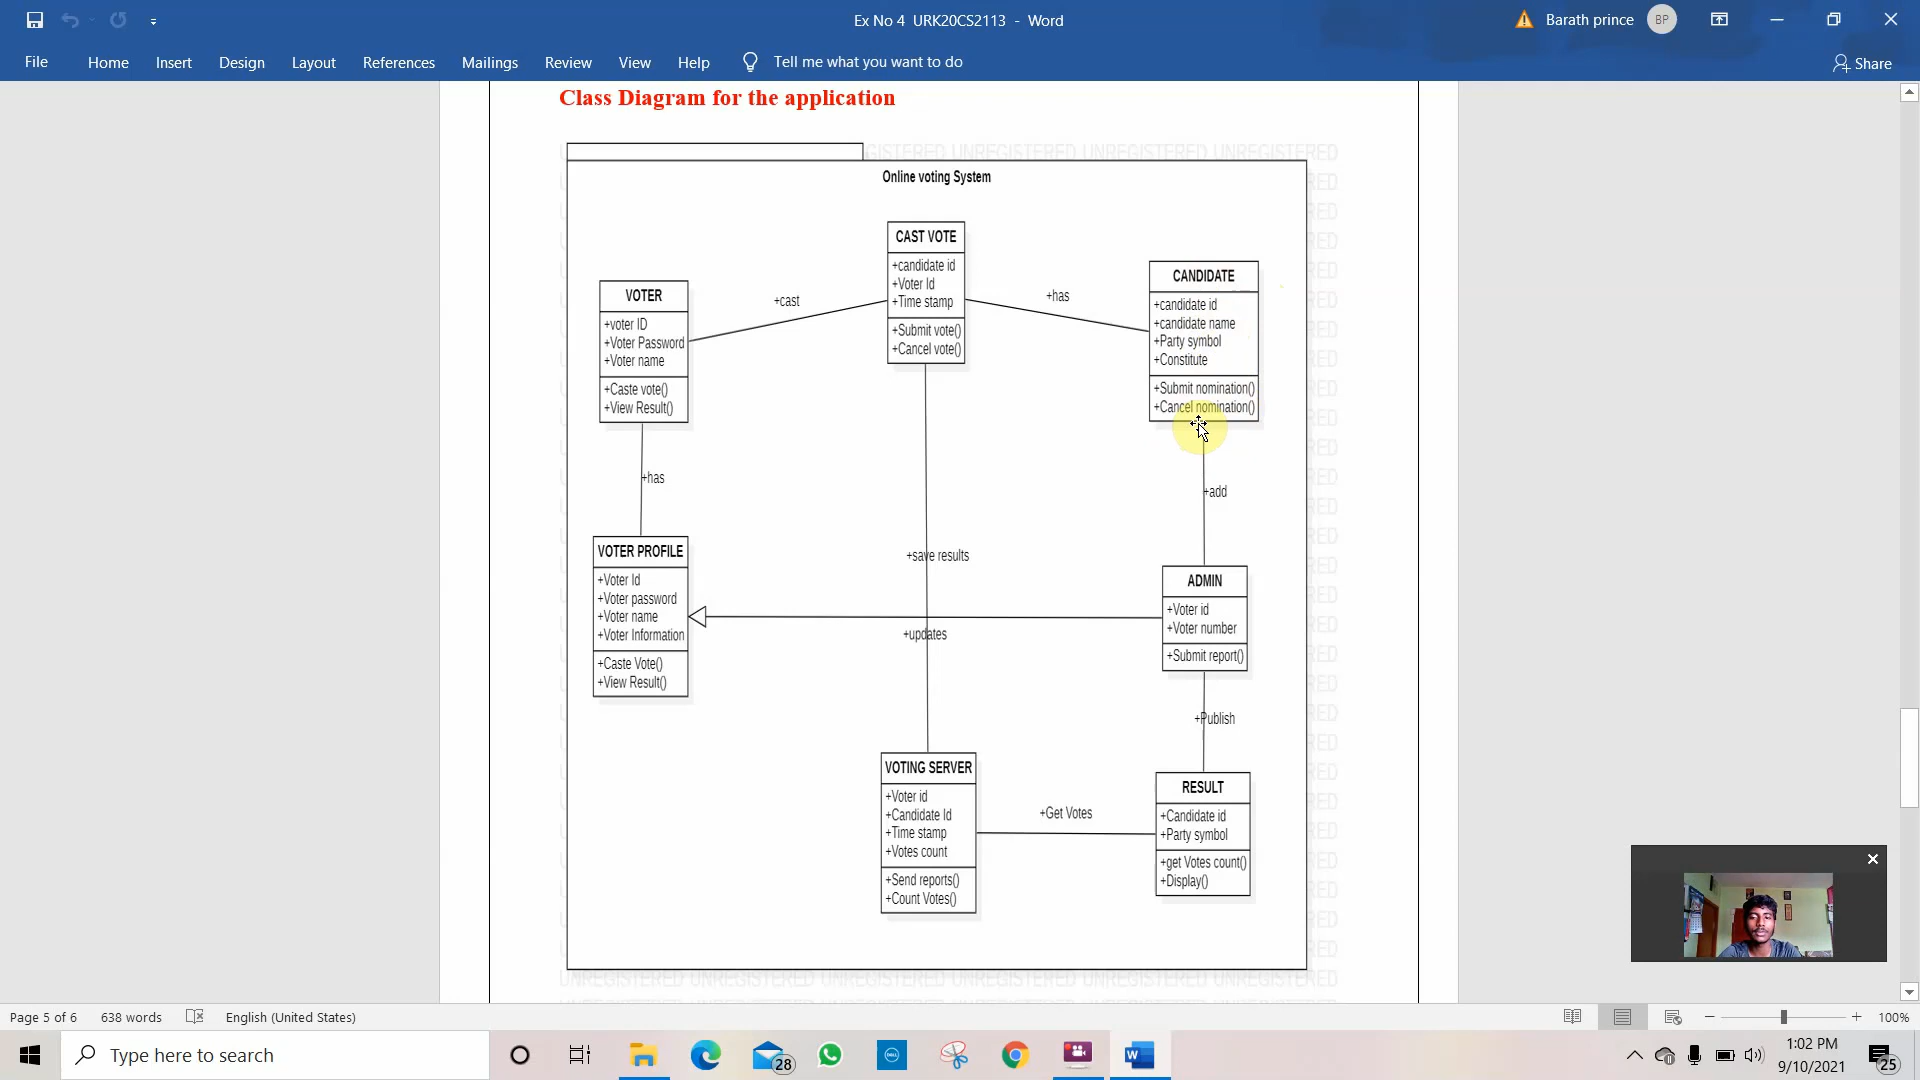 Ex No 4 URK20CS2113 - Word
Barath prince
BP
File
Home
Insert
Design
Layout
References
Mailings
Review
View
Help
Tell me what you want to do
Share
Class Diagram for the application
GISTERED UNREGISTERED UNREGISTERED UNREGISTERED
Online voting System
CAST VOTE
+candidate id
+Voter Id
+Time stamp
+Submit vote()
+Cancel vote()
CANDIDATE
+candidate id
+candidate name
+Party symbol
+Constitute
+Submit nomination()
+Cancel nomination()
VOTER
+voter ID
+Voter Password
+Voter name
+Caste vote()
+View Result()
+cast
+has
+has
+add
VOTER PROFILE
+Voter Id
+Voter password
+Voter name
+Voter Information
+Caste Vote()
+View Result()
+save results
+updates
ADMIN
+Voter id
+Voter number
+Submit report()
+Publish
VOTING SERVER
+Voter id
+Candidate Id
+Time stamp
+Votes count
+Send reports()
+Count Votes()
+Get Votes
RESULT
+Candidate id
+Party symbol
+get Votes count()
+Display()
UNREGISTERED UNREGISTERED UNREGISTERED UNREGISTERED UNREGISTERED UNREGISTERED
Page 5 of 6
638 words
English (United States)
100%
Type here to search
28
1:02 PM
9/10/2021
25